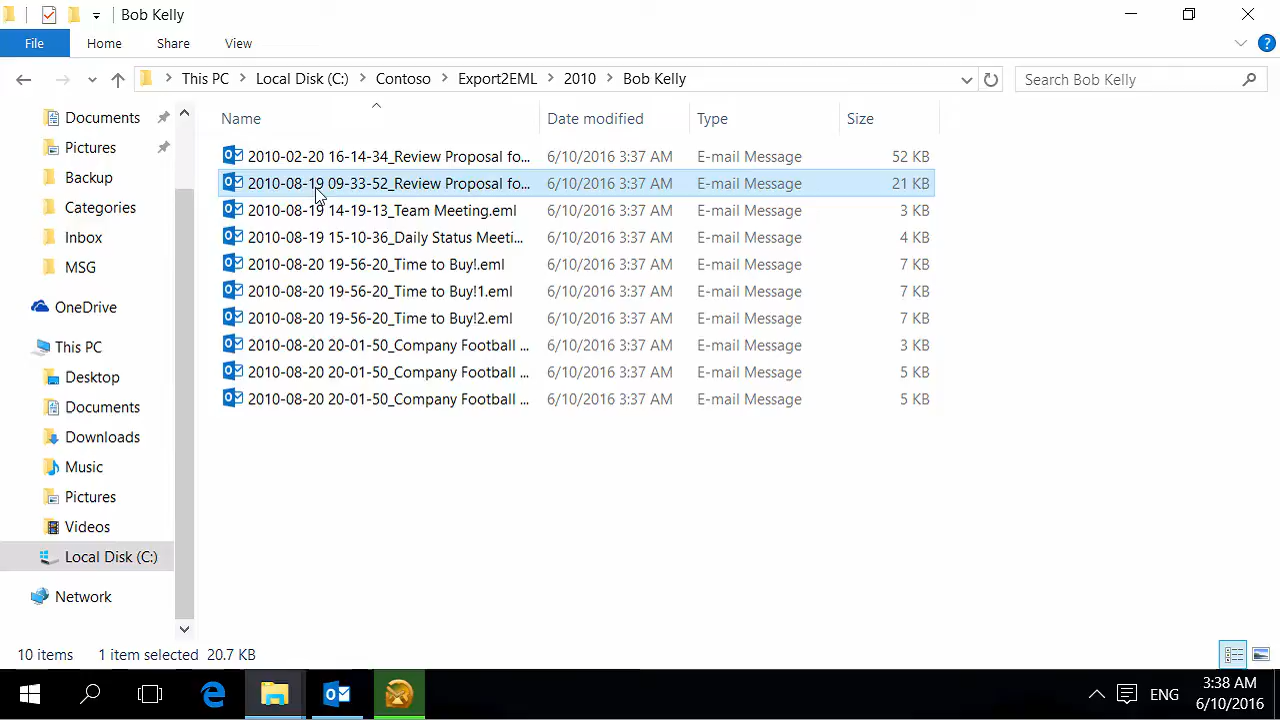 Bob Kelly
File Home Share View
This PC Local Disk (C:) Contoso Export2EML 2010 Bob Kelly Search Bob Kelly
Name Date modified Type Size
2010-02-20 16-14-34_Review Proposal fo... 6/10/2016 3:37 AM E-mail Message 52 KB
2010-08-19 09-33-52_Review Proposal fo... 6/10/2016 3:37 AM E-mail Message 21 KB
2010-08-19 14-19-13_Team Meeting.eml 6/10/2016 3:37 AM E-mail Message 3 KB
2010-08-19 15-10-36_Daily Status Meeti... 6/10/2016 3:37 AM E-mail Message 4 KB
2010-08-20 19-56-20_Time to Buy!.eml 6/10/2016 3:37 AM E-mail Message 7 KB
2010-08-20 19-56-20_Time to Buy!1.eml 6/10/2016 3:37 AM E-mail Message 7 KB
2010-08-20 19-56-20_Time to Buy!2.eml 6/10/2016 3:37 AM E-mail Message 7 KB
2010-08-20 20-01-50_Company Football ... 6/10/2016 3:37 AM E-mail Message 3 KB
2010-08-20 20-01-50_Company Football ... 6/10/2016 3:37 AM E-mail Message 5 KB
2010-08-20 20-01-50_Company Football ... 6/10/2016 3:37 AM E-mail Message 5 KB
Documents
Pictures
Backup
Categories
Inbox
MSG
OneDrive
This PC
Desktop
Documents
Downloads
Music
Pictures
Videos
Local Disk (C:)
Network
10 items 1 item selected 20.7 KB
ENG
3:38 AM
6/10/2016